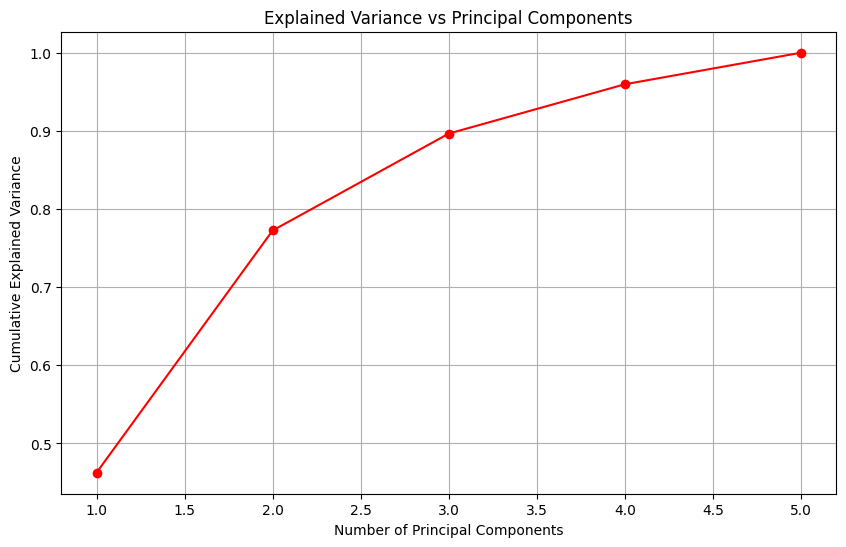 Explained Variance vs Principal Components
1.0
0.9
0.8
0.7
0.6
0.5
Cumulative Explained Variance
1.0 1.5 2.0 2.5 3.0 3.5 4.0 4.5 5.0
Number of Principal Components